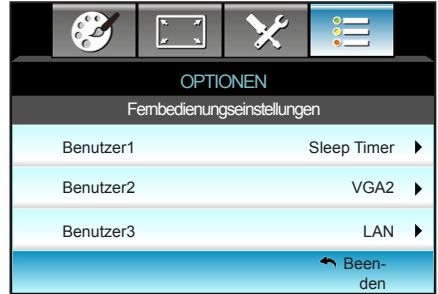 OPTIONEN
Fernbedienungseinstellungen
Benutzer1 Sleep Timer
Benutzer2 VGA2
Benutzer3 LAN
Been-
den